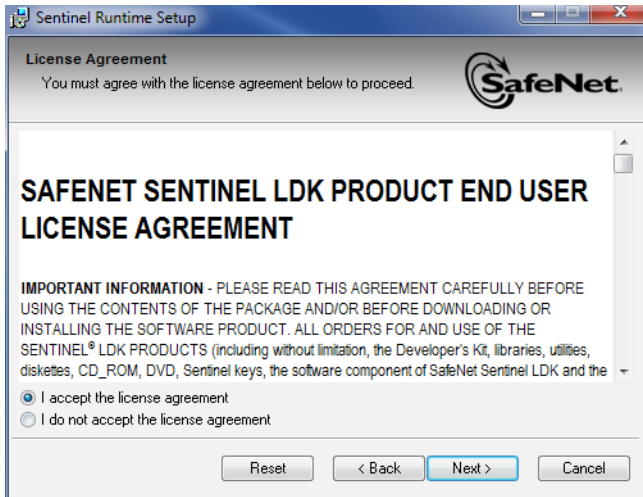 Sentinel Runtime Setup
License Agreement
You must agree with the license agreement below to proceed.
SafeNet.
SAFENET SENTINEL LDK PRODUCT END USER
LICENSE AGREEMENT
IMPORTANT INFORMATION - PLEASE READ THIS AGREEMENT CAREFULLY BEFORE
USING THE CONTENTS OF THE PACKAGE AND/OR BEFORE DOWNLOADING OR
INSTALLING THE SOFTWARE PRODUCT. ALL ORDERS FOR AND USE OF THE
SENTINEL® LDK PRODUCTS (including without limitation, the Developer's Kit, libraries, utilities,
diskettes, CD_ROM, DVD, Sentinel keys, the software component of SafeNet Sentinel LDK and the
I accept the license agreement
I do not accept the license agreement
Reset < Back Next > Cancel